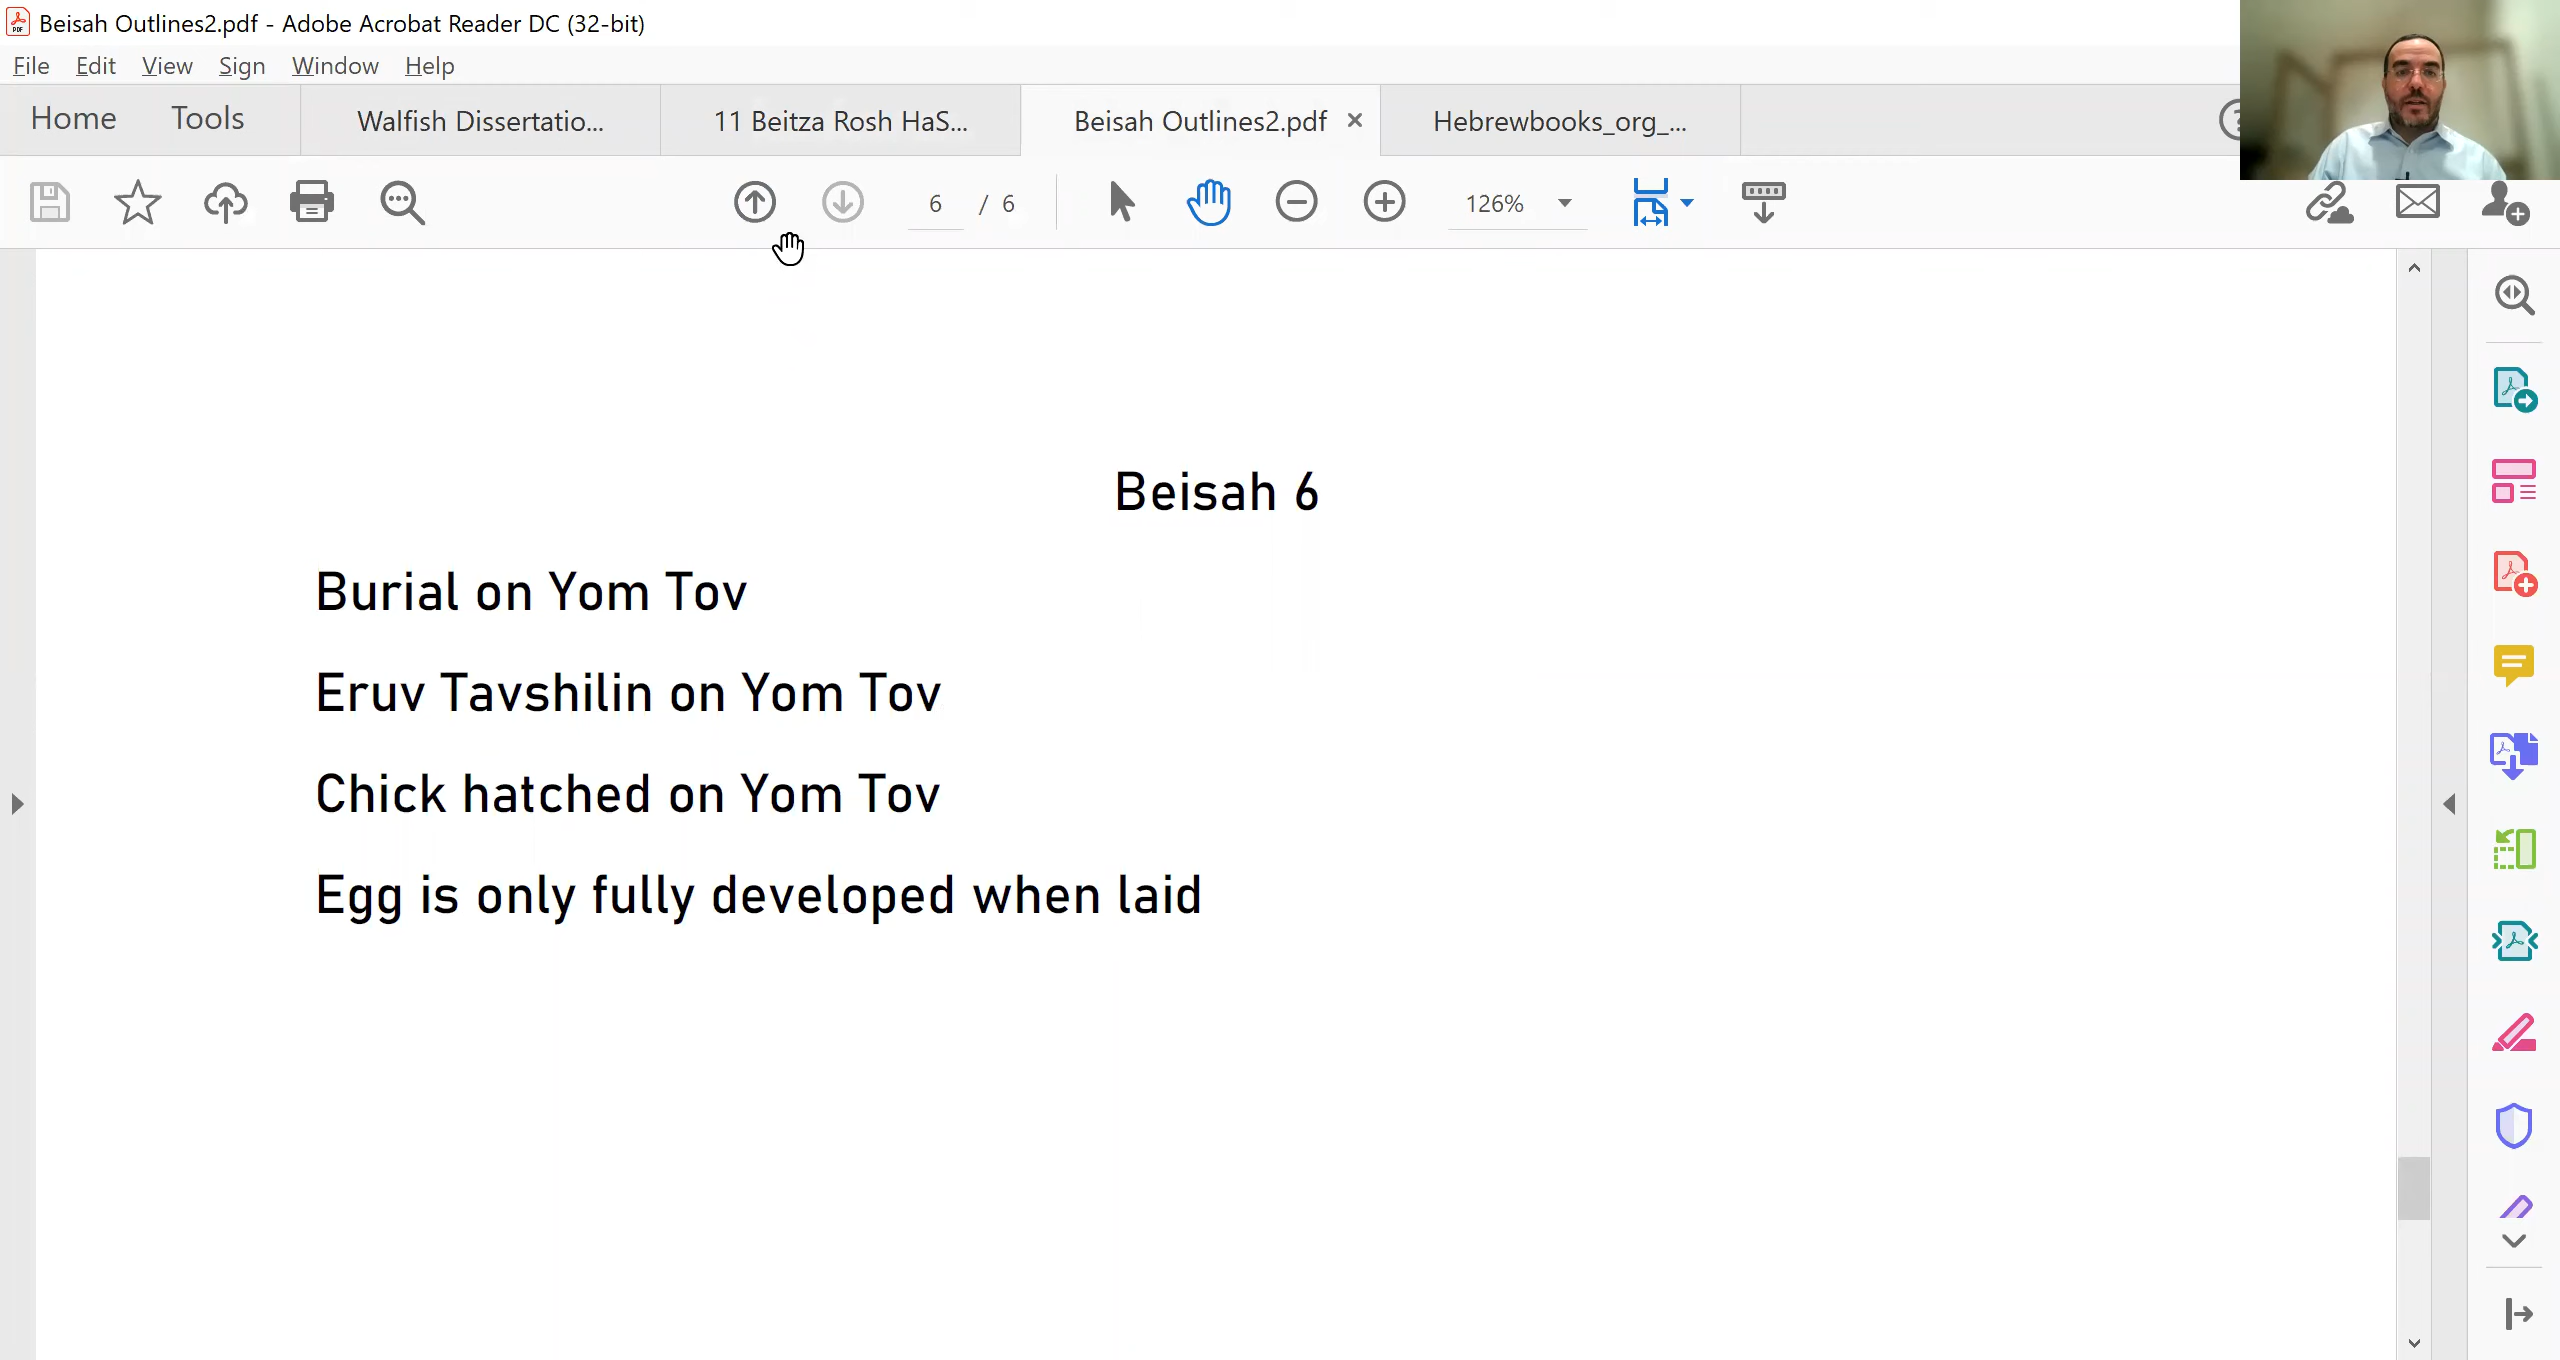 Beisah Outlines2.pdf - Adobe Acrobat Reader DC (32-bit)
File Edit View Sign Window Help
Home Tools Walfish Dissertatio... 11 Beitza Rosh HaS... Beisah Outlines2.pdf Hebrewbooks_org_...
6 / 6 126%
Beisah 6
Burial on Yom Tov
Eruv Tavshilin on Yom Tov
Chick hatched on Yom Tov
Egg is only fully developed when laid